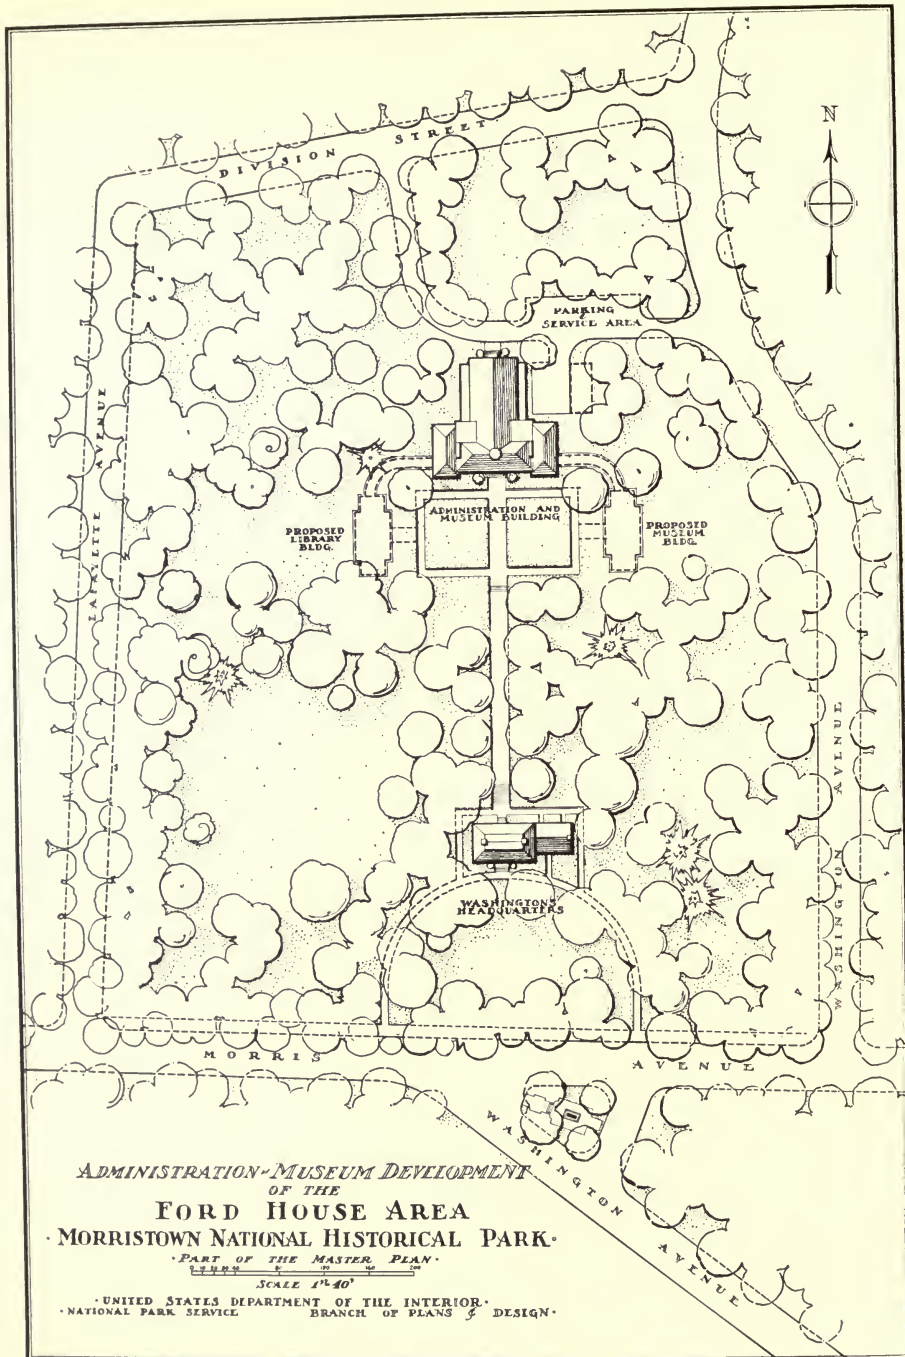 DIVISION STREET
N
PARKING
&
SERVICE AREA
LAFAYETTE AVENUE
ADMINISTRATION AND
MUSEUM BUILDING
PROPOSED
LIBRARY
BLDG.
PROPOSED
MUSEUM
BLDG.
WASHINGTON AVENUE
WASHINGTONS
HEADQUARTERS
MORRIS AVENUE
WASHINGTON AVENUE
ADMINISTRATION-MUSEUM DEVELOPMENT
OF THE
FORD HOUSE AREA
·MORRISTOWN NATIONAL HISTORICAL PARK·
·PART OF THE MASTER PLAN·
SCALE 1"=40'
·UNITED STATES DEPARTMENT OF THE INTERIOR·
·NATIONAL PARK SERVICE BRANCH OF PLANS & DESIGN·